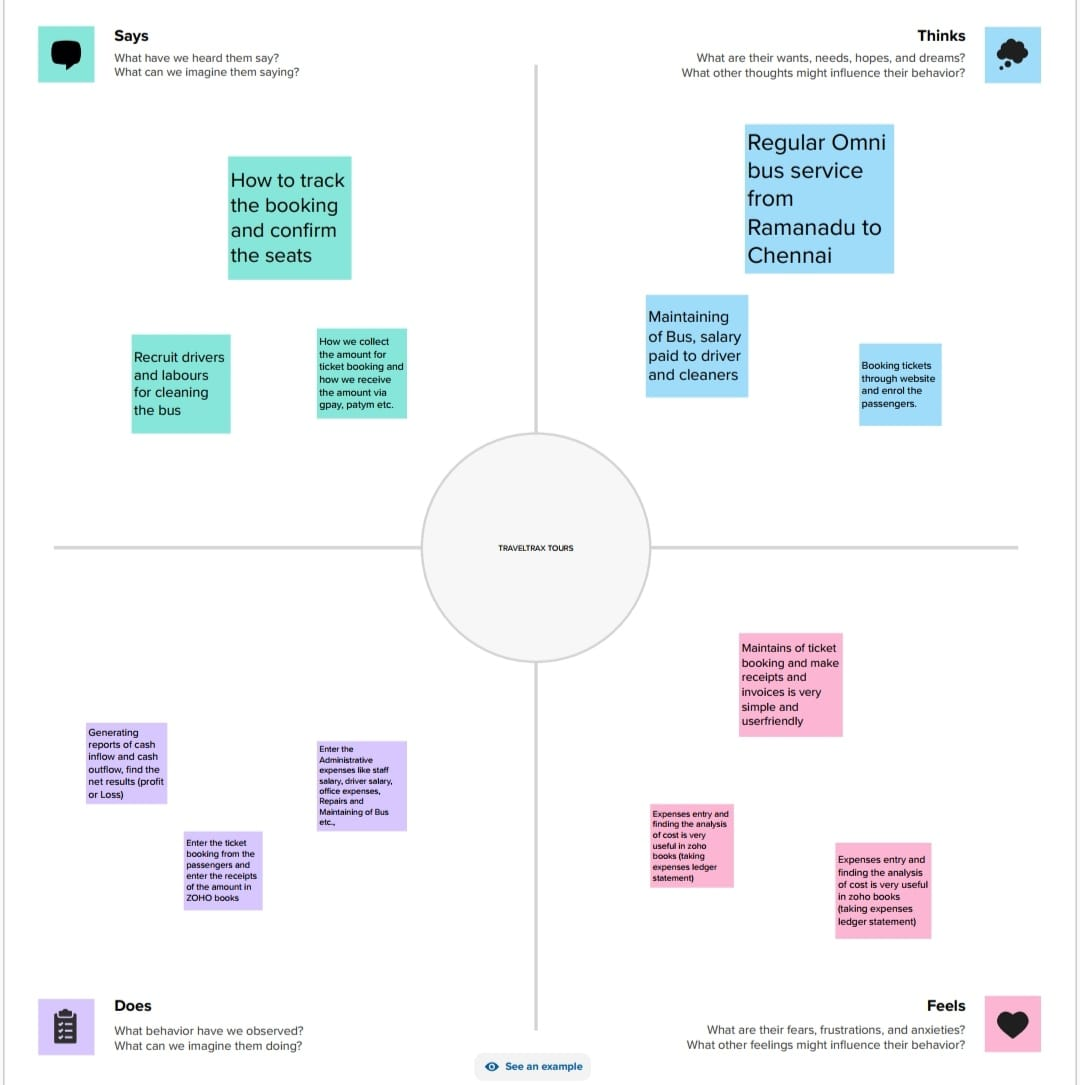 Says
What have we heard them say?
What can we imagine them saying?
Thinks
What are their wants, needs, hopes, and dreams?
What other thoughts might influence their behavior?
How to track
the booking
and confirm
the seats
Recruit drivers
and labours
for cleaning
the bus
How we collect
the amount for
ticket booking and
how we receive
the amount via
gpay, patym etc.
Regular Omni
bus service
from
Ramanadu to
Chennai
Maintaining
of Bus, salary
paid to driver
and cleaners
Booking tickets
through website
and enrol the
passengers.
TRAVELTRAX TOURS
Generating
reports of cash
inflow and cash
outflow, find the
net results (profit
or Loss)
Enter the
Administrative
expenses like staff
salary, driver salary,
office expenses,
Repairs and
Maintaining of Bus
etc.,
Enter the ticket
booking from the
passengers and
enter the receipts
of the amount in
ZOHO books
Maintains of ticket
booking and make
receipts and
invoices is very
simple and
userfriendly
Expenses entry and
finding the analysis
of cost is very
useful in zoho
books (taking
expenses ledger
statement)
Expenses entry and
finding the analysis
of cost is very useful
in zoho books
(taking expenses
ledger statement)
Does
What behavior have we observed?
What can we imagine them doing?
Feels
What are their fears, frustrations, and anxieties?
What other feelings might influence their behavior?
See an example